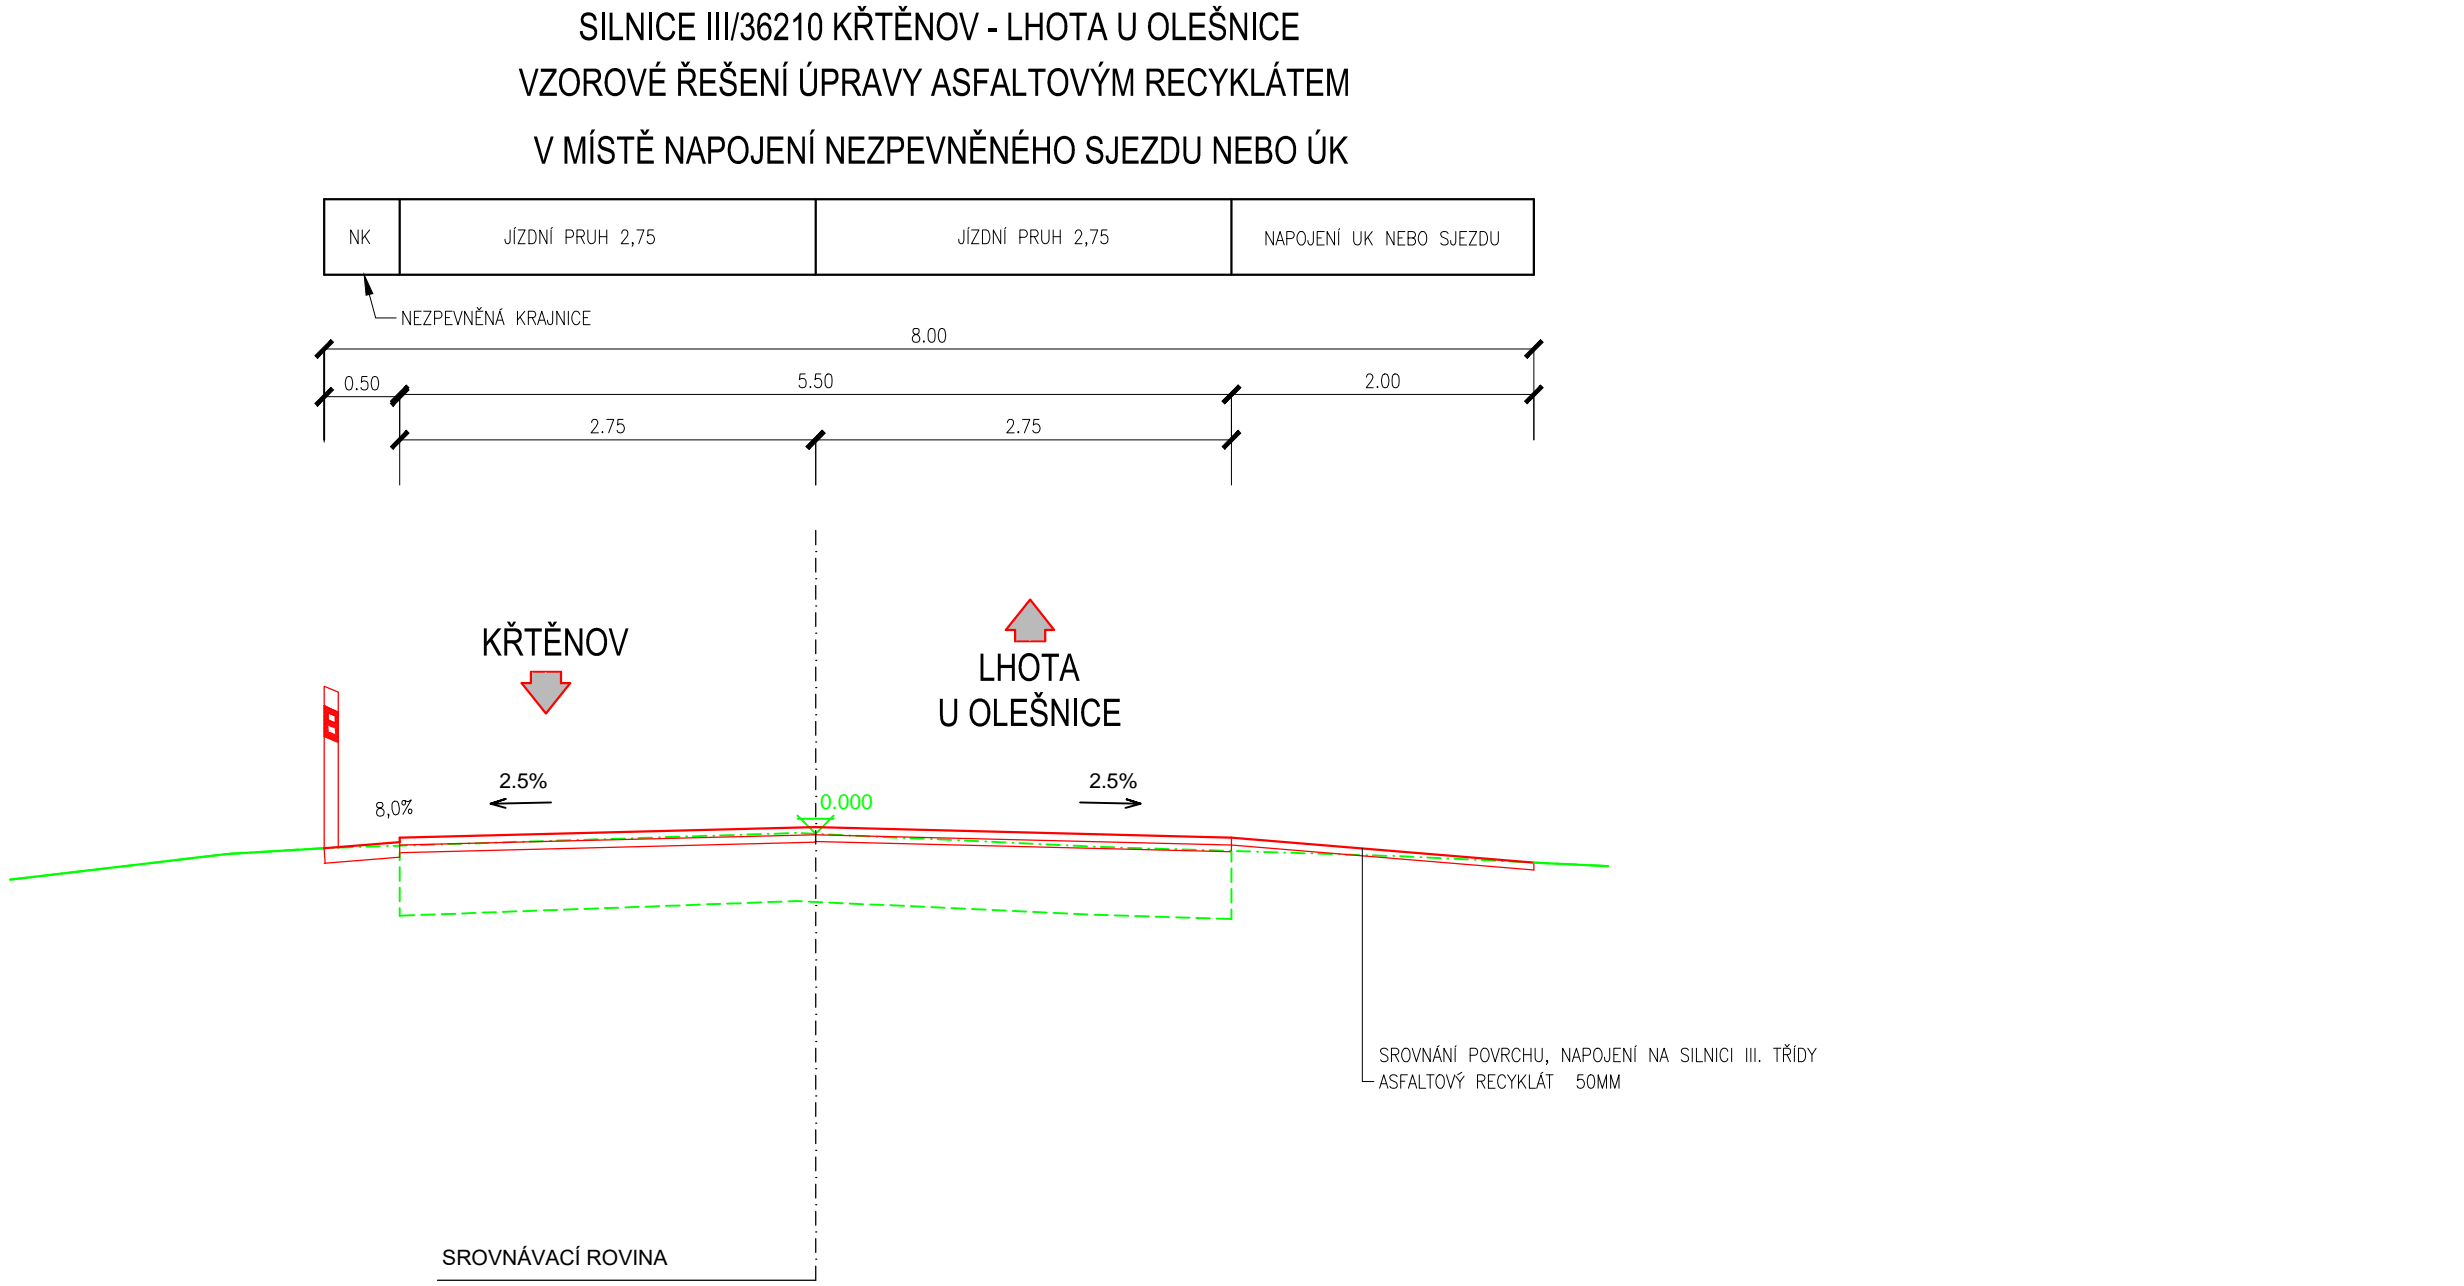 SILNICE III/36210 KŘTĚNOV - LHOTA U OLEŠNICE
VZOROVÉ ŘEŠENÍ ÚPRAVY ASFALTOVÝM RECYKLÁTEM
V MÍSTĚ NAPOJENÍ NEZPEVNĚNÉHO SJEZDU NEBO ÚK
NK
JÍZDNÍ PRUH 2,75
JÍZDNÍ PRUH 2,75
NAPOJENÍ UK NEBO SJEZDU
NEZPEVNĚNÁ KRAJNICE
8.00
0.50
5.50
2.00
2.75
2.75
KŘTĚNOV
LHOTA
U OLEŠNICE
2.5%
2.5%
8,0%
0.000
SROVNÁNÍ POVRCHU, NAPOJENÍ NA SILNICI III. TŘÍDY
ASFALTOVÝ RECYKLÁT 50MM
SROVNÁVACÍ ROVINA